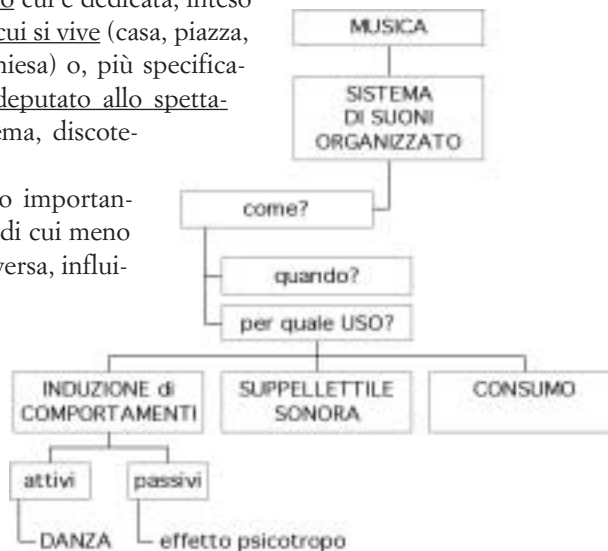 cui è dedicata, inteso
cui si vive (casa, piazza,
hiesa) o, più specifica-
deputato allo spetta-
ema, discote-
o importan-
di cui meno
versa, influi-
MUSICA
SISTEMA
DI SUONI
ORGANIZZATO
come?
quando?
per quale USO?
INDUZIONE di
COMPORTAMENTI
SUPPELLETTILE
SONORA
CONSUMO
attivi
passivi
DANZA
effetto psicotropo